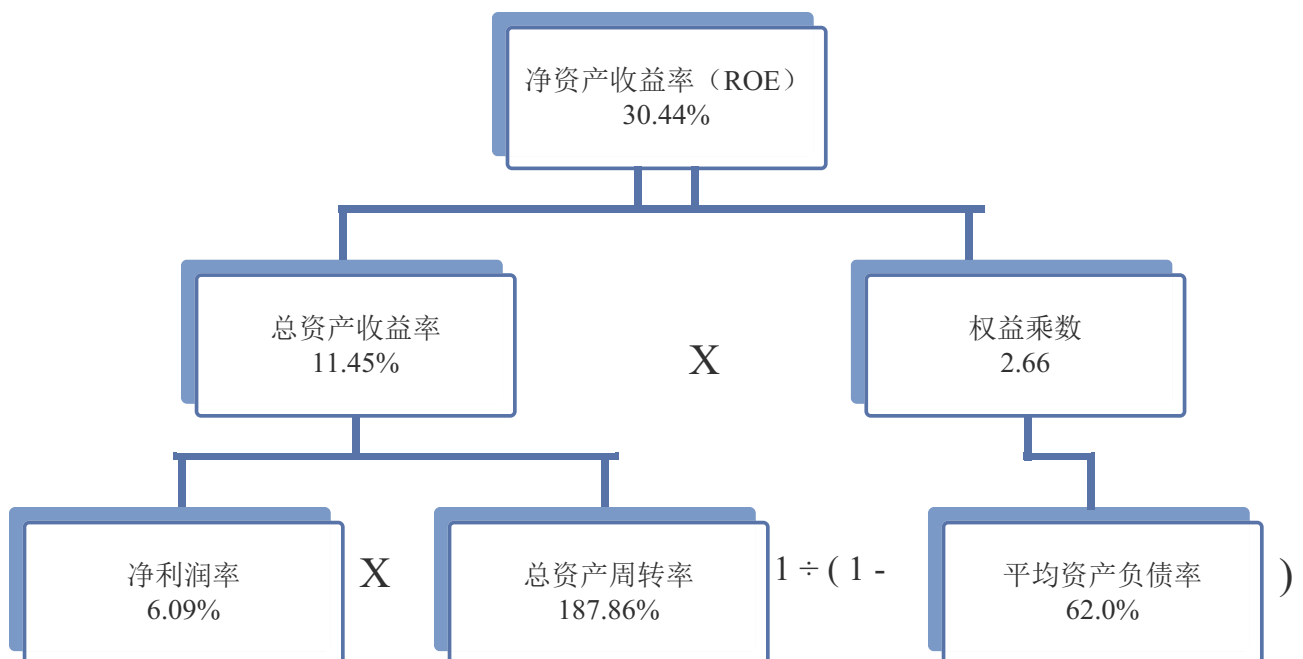 净资产收益率（ROE）
30.44%
总资产收益率
11.45%
X
权益乘数
2.66
净利润率
6.09%
X
总资产周转率
187.86%
1 ÷ ( 1 -
平均资产负债率
62.0%
)